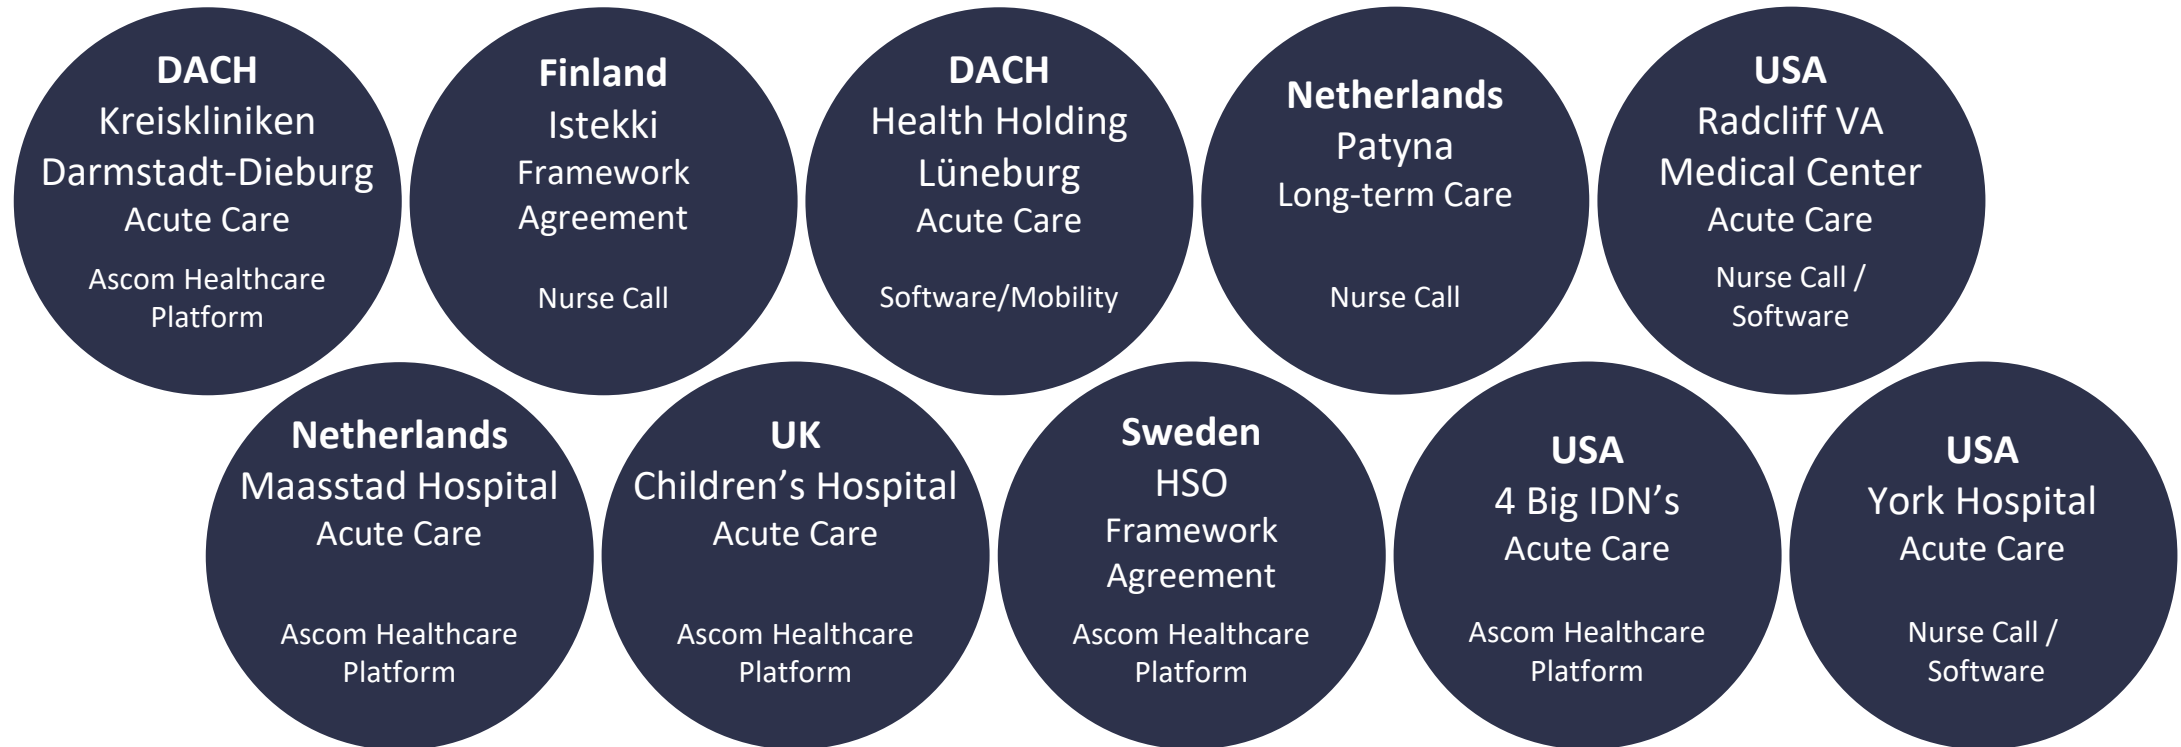 DACH
Kreiskliniken
Darmstadt-Dieburg
Acute Care
Ascom Healthcare
Platform
Finland
Istekki
Framework
Agreement
Nurse Call
DACH
Health Holding
Lüneburg
Acute Care
Software/Mobility
Netherlands
Patyna
Long-term Care
Nurse Call
USA
Radcliff VA
Medical Center
Acute Care
Nurse Call /
Software
Netherlands
Maasstad Hospital
Acute Care
Ascom Healthcare
Platform
UK
Children’s Hospital
Acute Care
Ascom Healthcare
Platform
Sweden
HSO
Framework
Agreement
Ascom Healthcare
Platform
USA
4 Big IDN’s
Acute Care
Ascom Healthcare
Platform
USA
York Hospital
Acute Care
Nurse Call /
Software